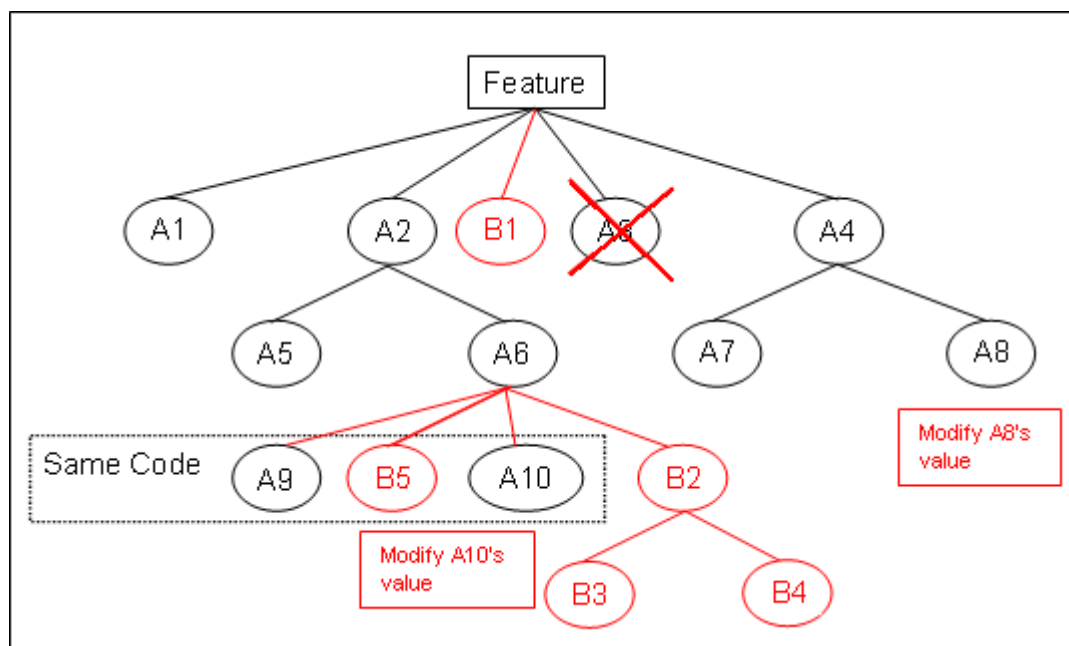 Feature
A1
A2
B1
A3
A4
A5
A6
A7
A8
Same Code
A9
B5
A10
B2
Modify A8's
value
Modify A10's
value
B3
B4